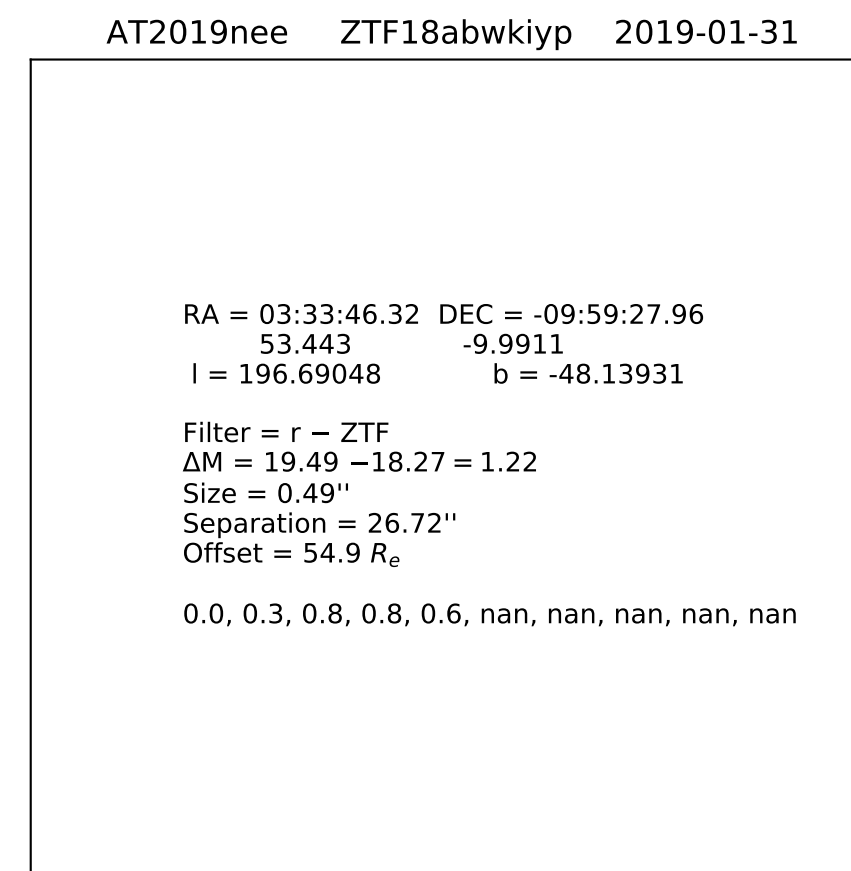 AT2019nee ZTF18abwkiyp 2019-01-31
RA = 03:33:46.32 DEC = -09:59:27.96
53.443 -9.9911
l = 196.69048 b = -48.13931
Filter = r − ZTF
ΔM = 19.49 −18.27 = 1.22
Size = 0.49''
Separation = 26.72''
Offset = 54.9 Re
0.0, 0.3, 0.8, 0.8, 0.6, nan, nan, nan, nan, nan